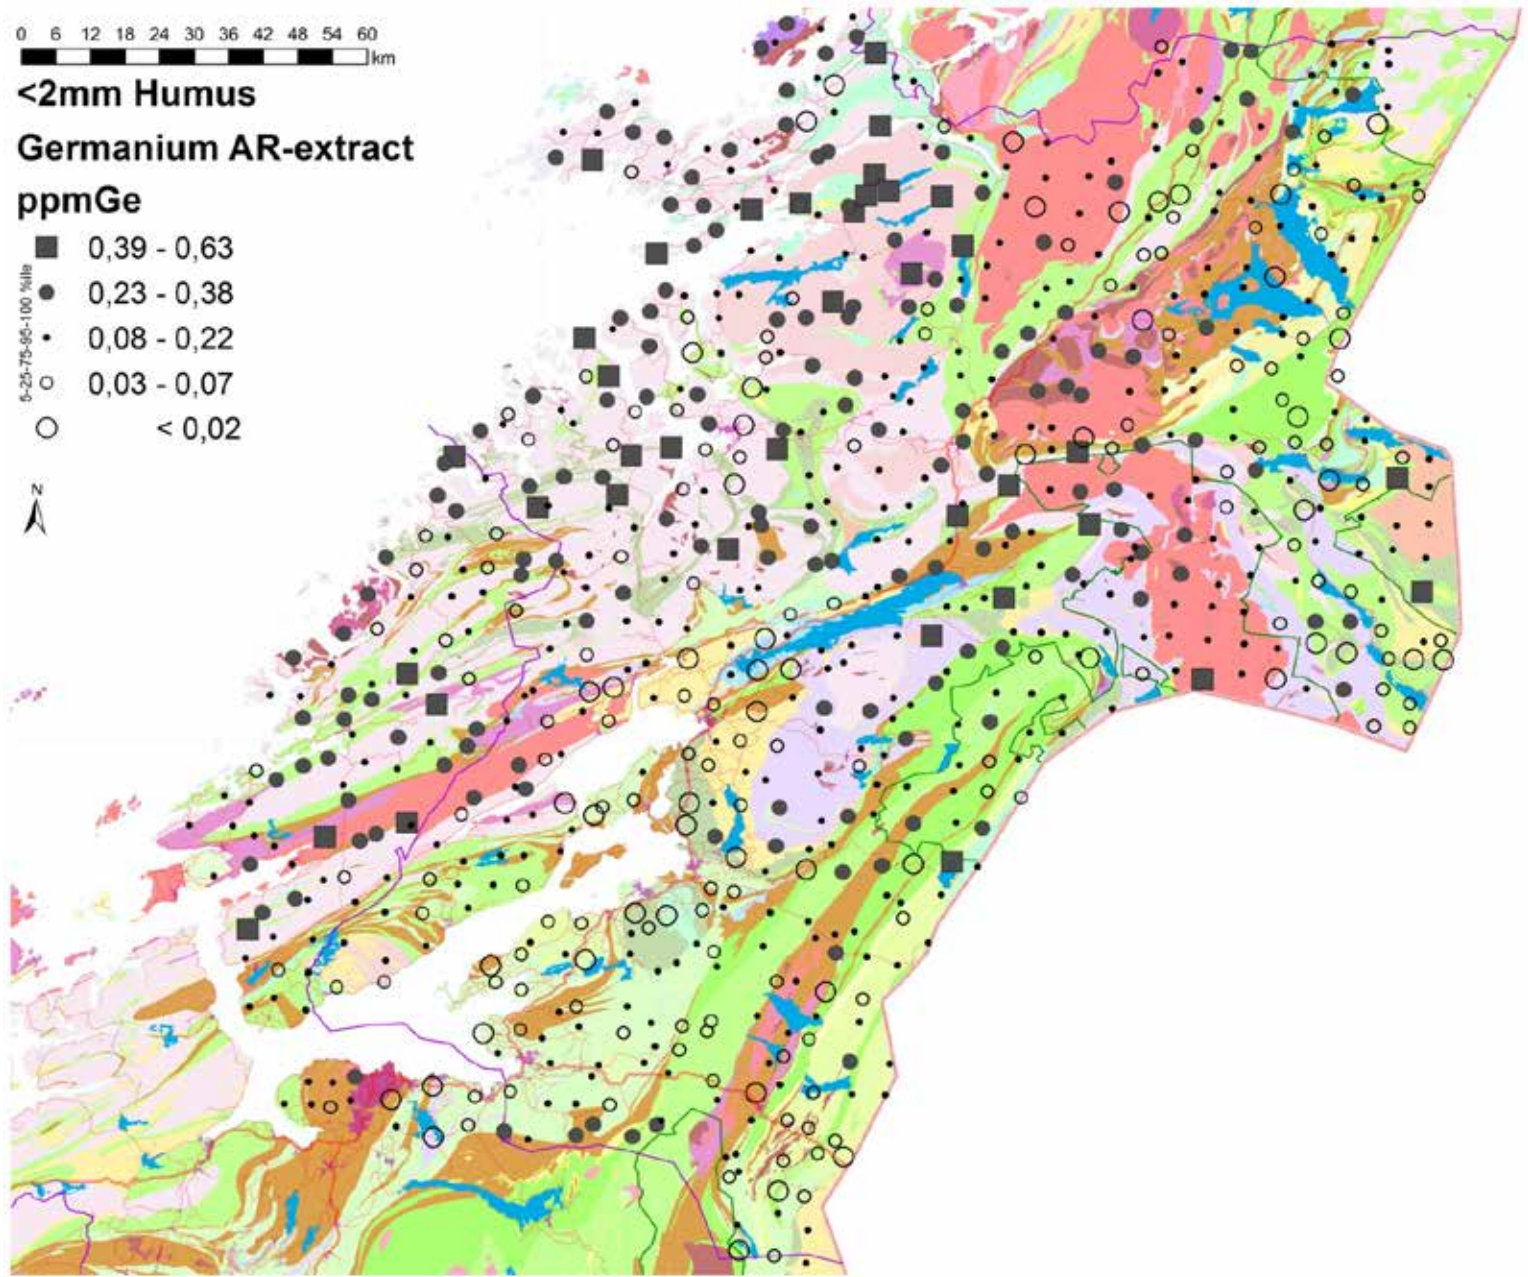 0 6 12 18 24 30 36 42 48 54 60
km
<2mm Humus
Germanium AR-extract
ppmGe
0,39 - 0,63
0,23 - 0,38
0,08 - 0,22
0,03 - 0,07
< 0,02
5-25-75-95-100 %ile
N